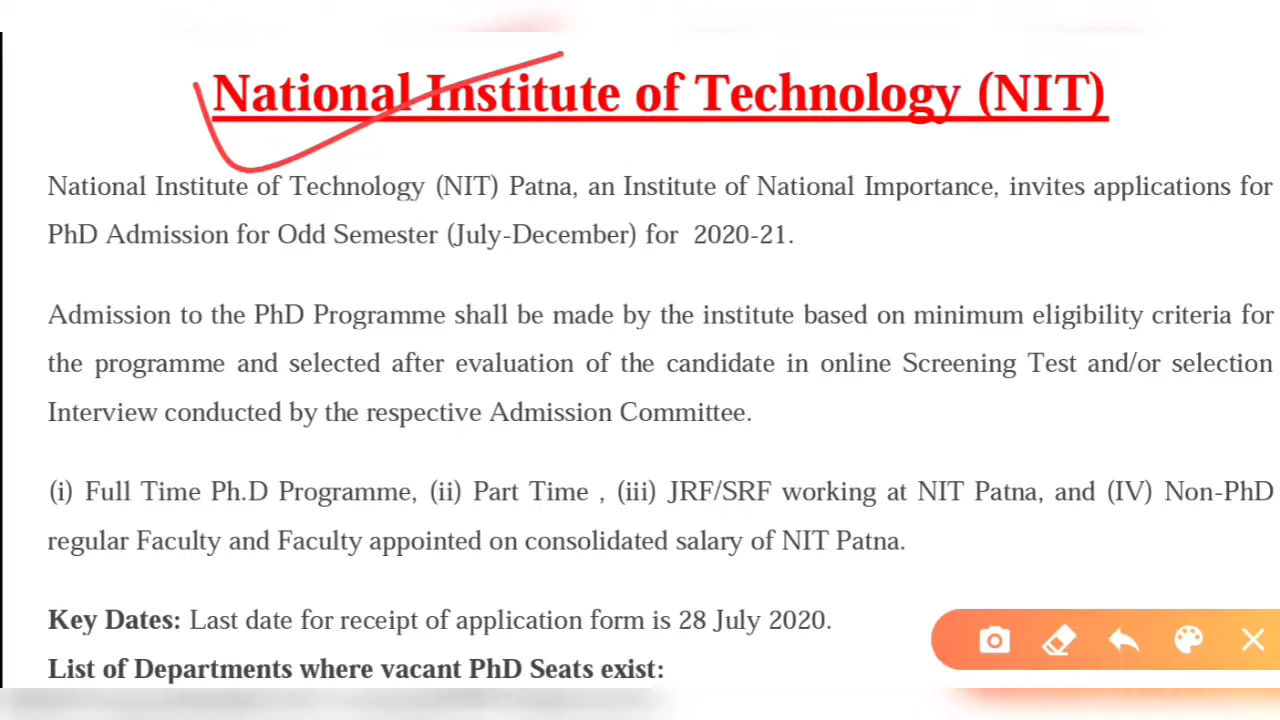 National Institute of Technology (NIT)
National Institute of Technology (NIT) Patna, an Institute of National Importance, invites applications for
PhD Admission for Odd Semester (July-December) for 2020-21.
Admission to the PhD Programme shall be made by the institute based on minimum eligibility criteria for
the programme and selected after evaluation of the candidate in online Screening Test and/or selection
Interview conducted by the respective Admission Committee.
(i) Full Time Ph.D Programme, (ii) Part Time , (iii) JRF/SRF working at NIT Patna, and (IV) Non-PhD
regular Faculty and Faculty appointed on consolidated salary of NIT Patna.
Key Dates: Last date for receipt of application form is 28 July 2020.
List of Departments where vacant PhD Seats exist: